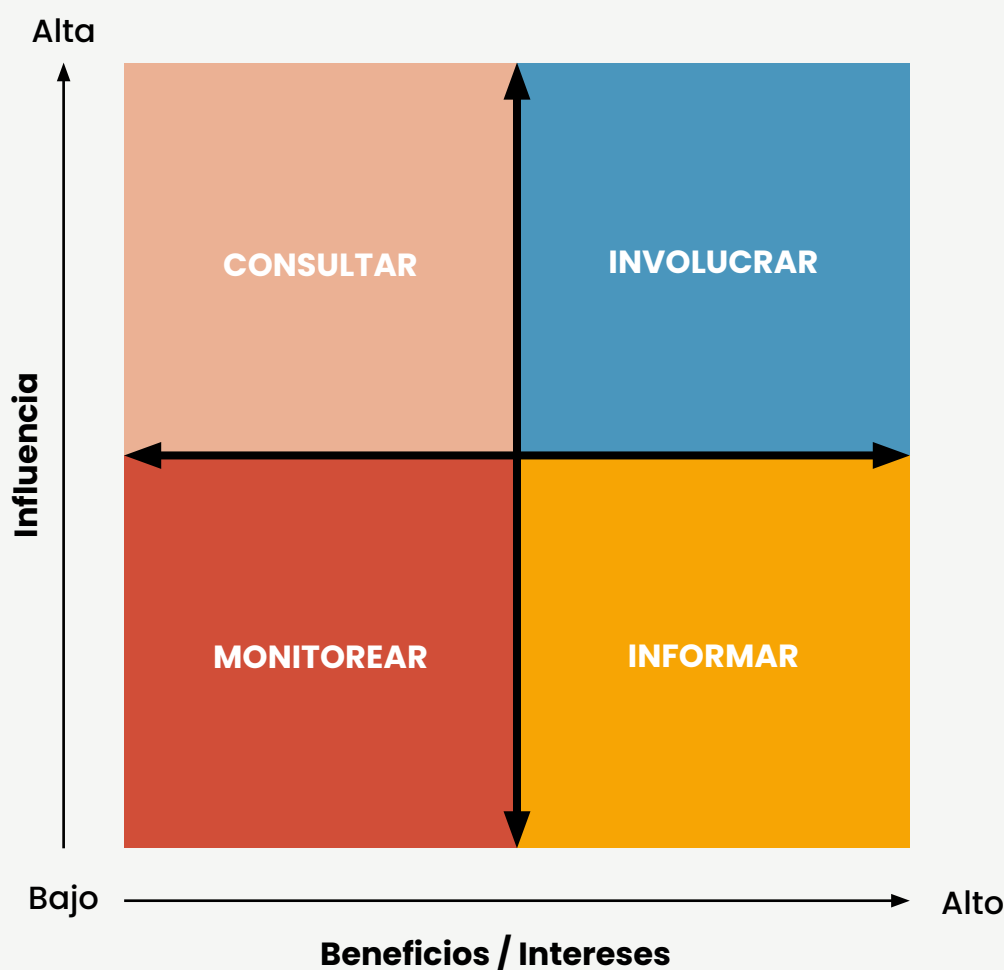 Alta
CONSULTAR
INVOLUCRAR
Influencia
MONITOREAR
INFORMAR
Bajo
Alto
Beneficios / Intereses